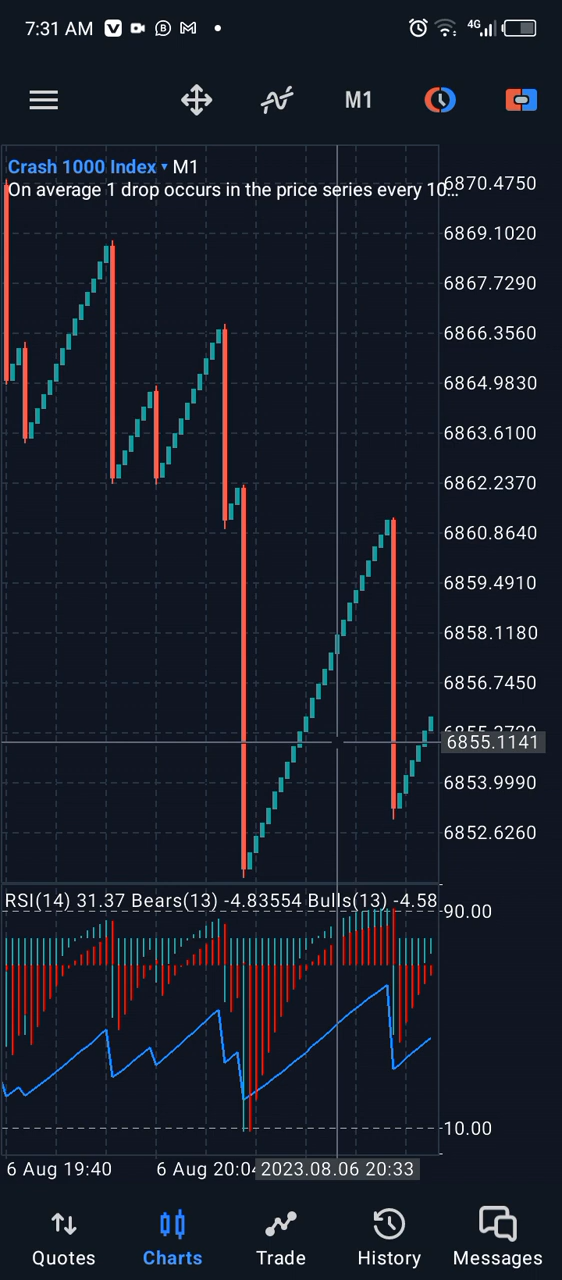 7:31 AM
4G
M1
Crash 1000 Index M1
On average 1 drop occurs in the price series every 10...
6870.4750
6869.1020
6867.7290
6866.3560
6864.9830
6863.6100
6862.2370
6860.8640
6859.4910
6858.1180
6856.7450
6855.1141
6853.9990
6852.6260
RSI(14) 31.37 Bears(13) -4.83554 Bulls(13) -4.58
90.00
10.00
6 Aug 19:40 6 Aug 20:04 2023.08.06 20:33
Quotes Charts Trade History Messages